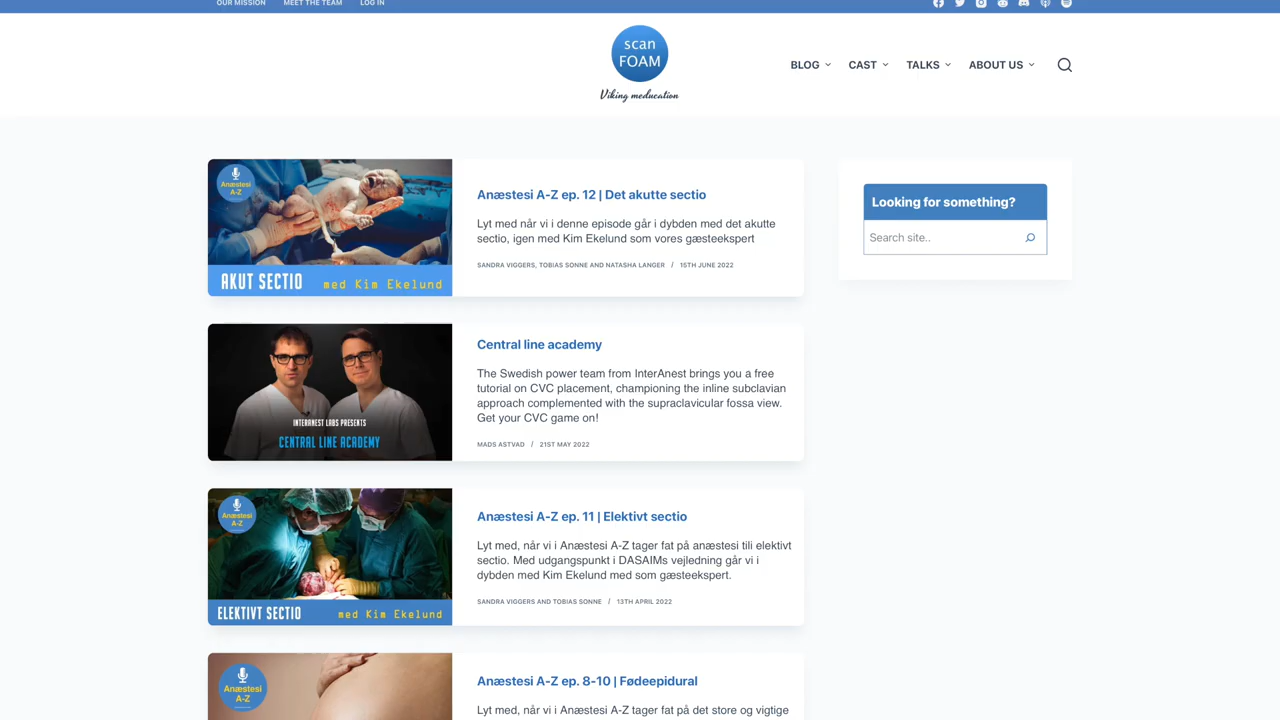 OUR MISSION
MEET THE TEAM
LOG IN
scan
FOAM
Viking meducation
BLOG
CAST
TALKS
ABOUT US
Anæstesi
A-Z
AKUT SECTIO
med Kim Ekelund
Anæstesi A-Z ep. 12 | Det akutte sectio
Lyt med når vi i denne episode går i dybden med det akutte
sectio, igen med Kim Ekelund som vores gæsteekspert
SANDRA VIGGERS, TOBIAS SONNE AND NATASHA LANGER / 15TH JUNE 2022
Looking for something?
Search site..
INTERANEST LABS PRESENTS
CENTRAL LINE ACADEMY
Central line academy
The Swedish power team from InterAnest brings you a free
tutorial on CVC placement, championing the inline subclavian
approach complemented with the supraclavicular fossa view.
Get your CVC game on!
MADS ASTVAD / 21ST MAY 2022
Anæstesi
A-Z
ELEKTIVT SECTIO
med Kim Ekelund
Anæstesi A-Z ep. 11 | Elektivt sectio
Lyt med, når vi i Anæstesi A-Z tager fat på anæstesi tili elektivt
sectio. Med udgangspunkt i DASAIMs vejledning går vi i
dybden med Kim Ekelund med som gæsteekspert.
SANDRA VIGGERS AND TOBIAS SONNE / 13TH APRIL 2022
Anæstesi
A-Z
Anæstesi A-Z ep. 8-10 | Fødeepidural
Lyt med, når vi i Anæstesi A-Z tager fat på det store og vigtige